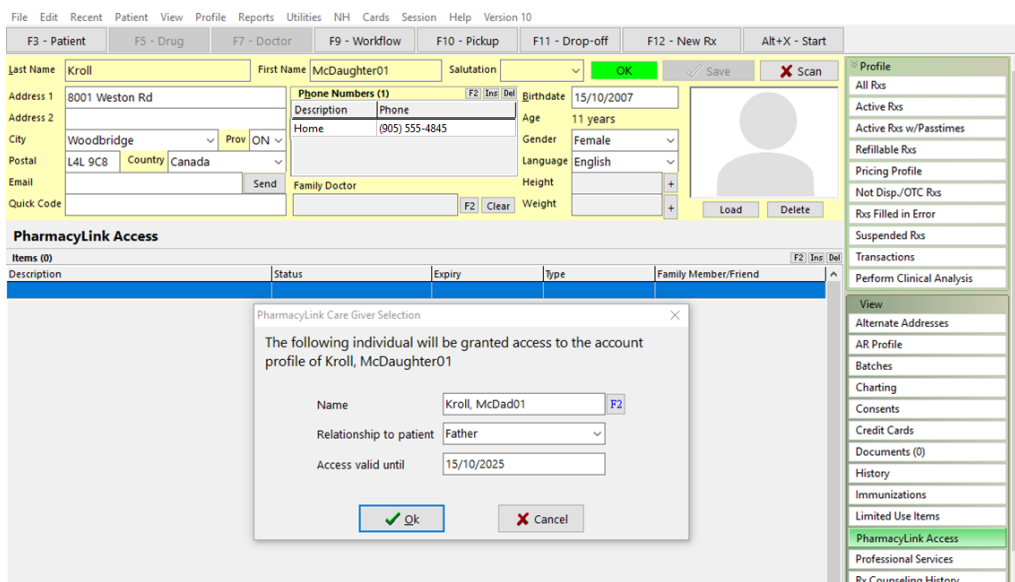 File Edit Recent Patient View Profile Reports Utilities NH Cards Session Help Version 10
F3 - Patient F5 - Drug F7 - Doctor F9 - Workflow F10 - Pickup F11 - Drop-off F12 - New Rx Alt+X - Start
Last Name Kroll First Name McDaughter01 Salutation OK Save Scan
Address 1 8001 Weston Rd
Address 2
City Woodbridge Prov ON
Postal L4L 9C8 Country Canada
Email Send
Quick Code
Phone Numbers (1) F2 Ins Del
Description Phone
Home (905) 555-4845
Family Doctor
F2 Clear
Birthdate 15/10/2007
Age 11 years
Gender Female
Language English
Height +
Weight +
Load Delete
PharmacyLink Access
Items (0) F2 Ins Del
Description Status Expiry Type Family Member/Friend
PharmacyLink Care Giver Selection
The following individual will be granted access to the account
profile of Kroll, McDaughter01
Name Kroll, McDad01 F2
Relationship to patient Father
Access valid until 15/10/2025
Ok Cancel
Profile
All Rxs
Active Rxs
Active Rxs w/Passtimes
Refillable Rxs
Pricing Profile
Not Disp./OTC Rxs
Rxs Filled in Error
Suspended Rxs
Transactions
Perform Clinical Analysis
View
Alternate Addresses
AR Profile
Batches
Charting
Consents
Credit Cards
Documents (0)
History
Immunizations
Limited Use Items
PharmacyLink Access
Professional Services
Rx Counseling History